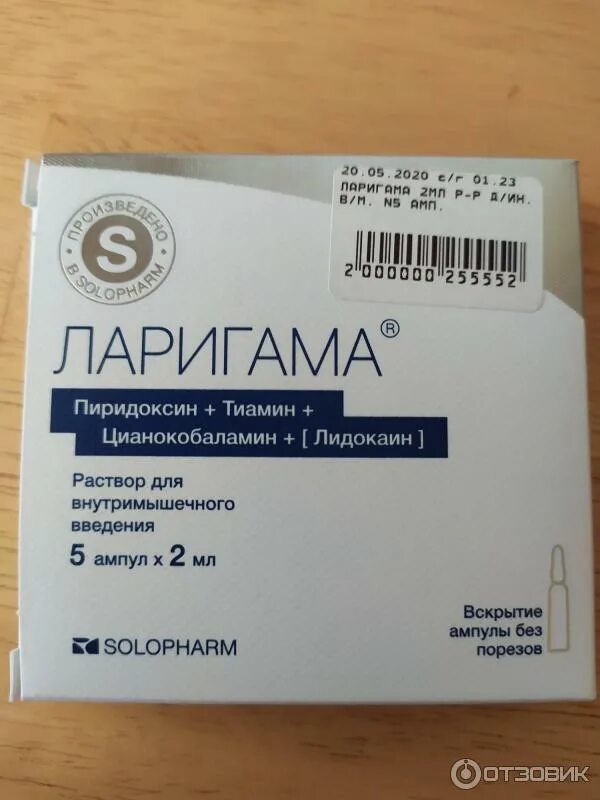 ПРОИЗВЕДЕНО
S
В SOLOPHARM
20.05.2020 с/г 01.23
ЛАРИГАМА 2МЛ Р-Р Д/ИН.
В/М. N5 АМП.
2 000000 255552
ЛАРИГАМА®
Пиридоксин + Тиамин +
Цианокобаламин + [ Лидокаин ]
Раствор для
внутримышечного
введения
5 ампул x 2 мл
Вскрытие
ампулы без
порезов
SOLOPHARM
ОТЗОВИК